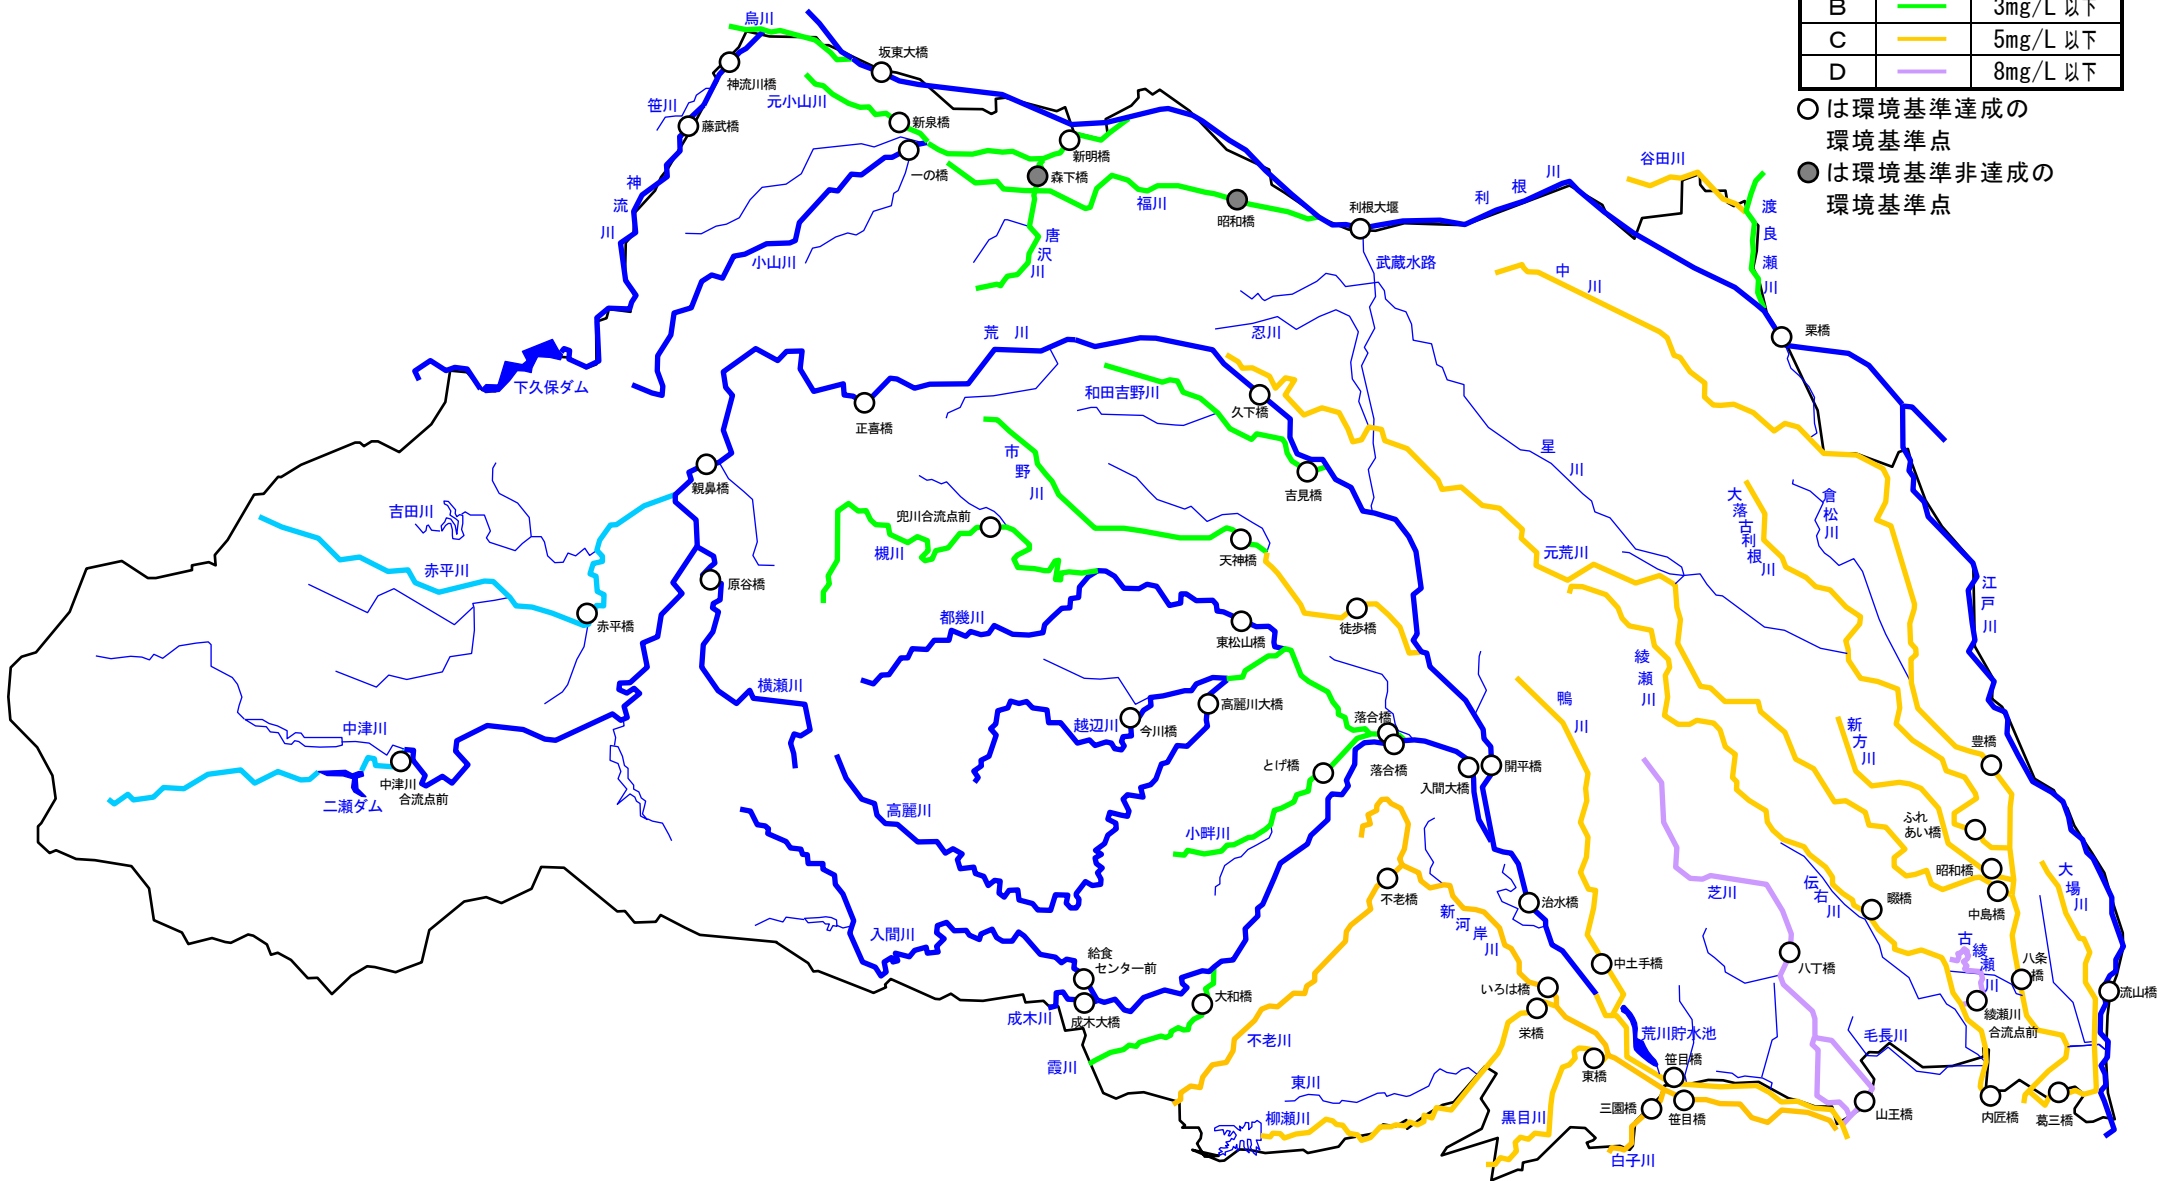 B 3mg/L 以下
C 5mg/L 以下
D 8mg/L 以下
○は環境基準達成の
環境基準点
●は環境基準非達成の
環境基準点
烏川
坂東大橋
神流川橋
笹川
元小山川
藤武橋
新泉橋
一の橋
新明橋
森下橋
福川
昭和橋
神流川
唐沢川
小山川
利根大堰
利根川
谷田川
渡良瀬川
武蔵水路
中川
栗橋
下久保ダム
荒川
忍川
和田吉野川
久下橋
正喜橋
市野川
星川
親鼻橋
吉見橋
吉田川
兜川合流点前
槻川
天神橋
大落古利根川
倉松川
元荒川
赤平川
原谷橋
赤平橋
都幾川
東松山橋
徒歩橋
江戸川
綾瀬川
横瀬川
高麗川大橋
越辺川
今川橋
落合橋
落合橋
とげ橋
入間大橋
開平橋
鴨川
新方川
豊橋
中津川
中津川
合流点前
二瀬ダム
高麗川
小畔川
ふれ
あい橋
昭和橋
中島橋
大場川
不老橋
新河岸川
治水橋
芝川
伝右川
畷橋
入間川
給食
センター前
中土手橋
八丁橋
古綾瀬川
八条
橋
いろは橋
大和橋
成木川
成木大橋
栄橋
荒川貯水池
綾瀬川
合流点前
流山橋
霞川
不老川
東川
東橋
笹目橋
毛長川
柳瀬川
黒目川
三園橋
笹目橋
山王橋
内匠橋
葛三橋
白子川